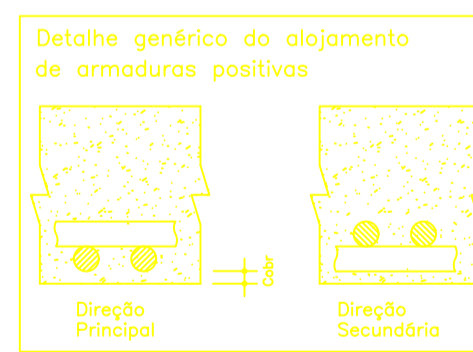 Detalhe genérico do alojamento
de armaduras positivas
Cobr
Direção
Principal
Direção
Secundária